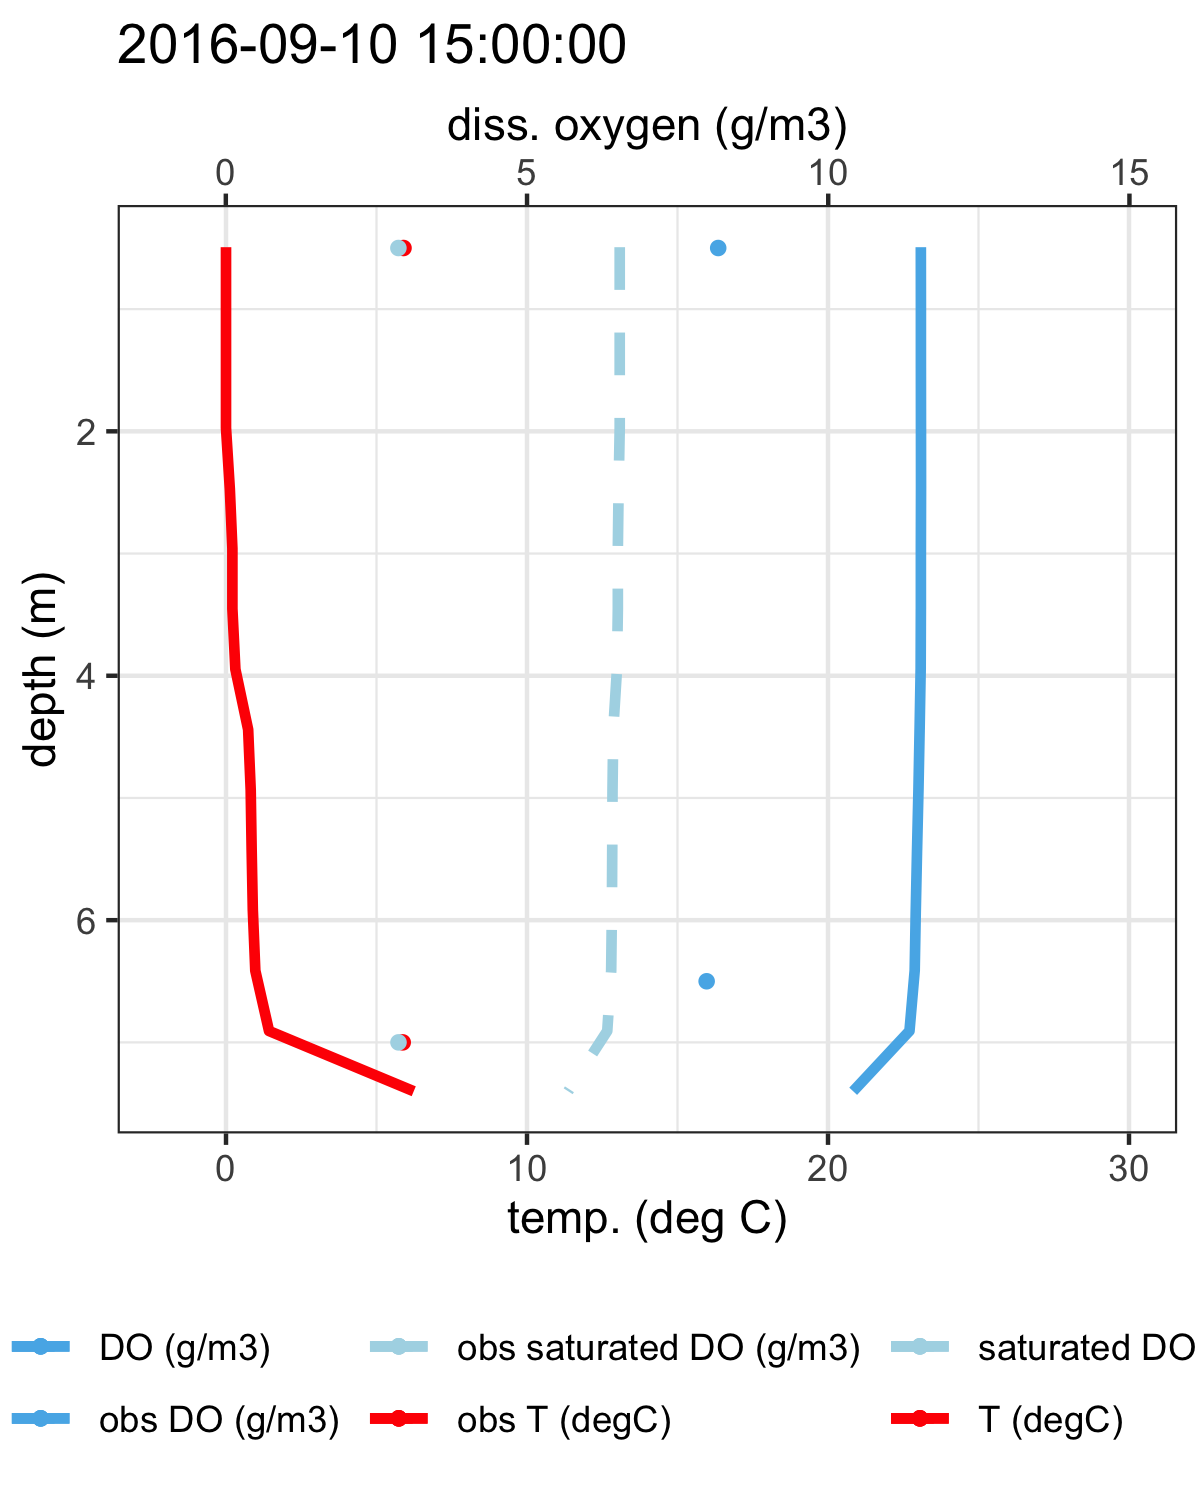 2016-09-10 15:00:00
diss. oxygen (g/m3)
0 5 10 15
depth (m)
2
4
6
0 10 20 30
temp. (deg C)
DO (g/m3) obs saturated DO (g/m3) saturated DO
obs DO (g/m3) obs T (degC) T (degC)